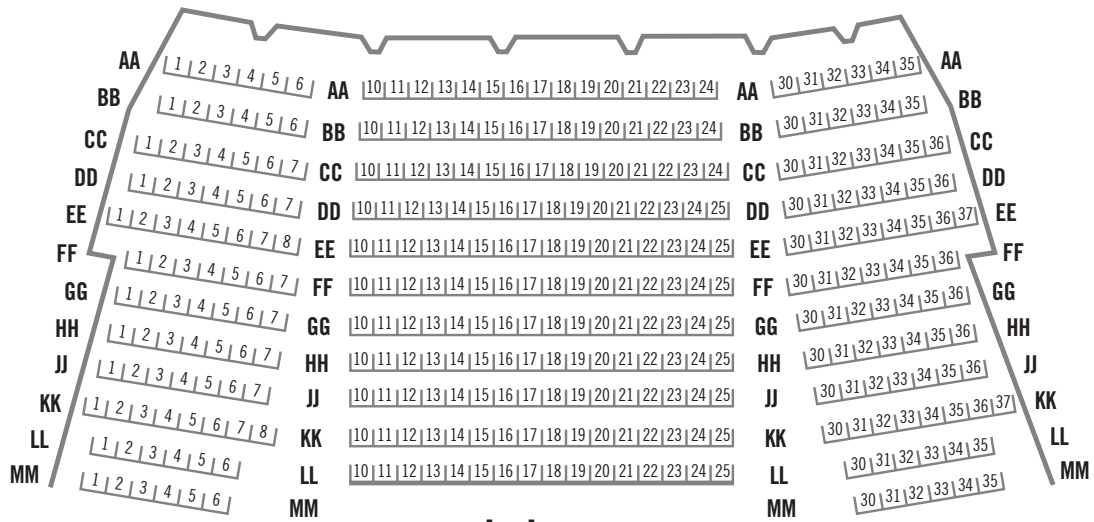 AA 1 2 3 4 5 6 AA 10 11 12 13 14 15 16 17 18 19 20 21 22 23 24 AA 30 31 32 33 34 35 AA
BB 1 2 3 4 5 6 BB 10 11 12 13 14 15 16 17 18 19 20 21 22 23 24 BB 30 31 32 33 34 35 BB
CC 1 2 3 4 5 6 7 CC 10 11 12 13 14 15 16 17 18 19 20 21 22 23 24 CC 30 31 32 33 34 35 36 CC
DD 1 2 3 4 5 6 7 DD 10 11 12 13 14 15 16 17 18 19 20 21 22 23 24 25 DD 30 31 32 33 34 35 36 DD
EE 1 2 3 4 5 6 7 8 EE 10 11 12 13 14 15 16 17 18 19 20 21 22 23 24 25 EE 30 31 32 33 34 35 36 37 EE
FF 1 2 3 4 5 6 7 FF 10 11 12 13 14 15 16 17 18 19 20 21 22 23 24 25 FF 30 31 32 33 34 35 36 FF
GG 1 2 3 4 5 6 7 GG 10 11 12 13 14 15 16 17 18 19 20 21 22 23 24 25 GG 30 31 32 33 34 35 36 GG
HH 1 2 3 4 5 6 7 HH 10 11 12 13 14 15 16 17 18 19 20 21 22 23 24 25 HH 30 31 32 33 34 35 36 HH
JJ 1 2 3 4 5 6 7 JJ 10 11 12 13 14 15 16 17 18 19 20 21 22 23 24 25 JJ 30 31 32 33 34 35 36 JJ
KK 1 2 3 4 5 6 7 8 KK 10 11 12 13 14 15 16 17 18 19 20 21 22 23 24 25 KK 30 31 32 33 34 35 36 37 KK
LL 1 2 3 4 5 6 LL 10 11 12 13 14 15 16 17 18 19 20 21 22 23 24 25 LL 30 31 32 33 34 35 LL
MM 1 2 3 4 5 6 MM MM 30 31 32 33 34 35 MM